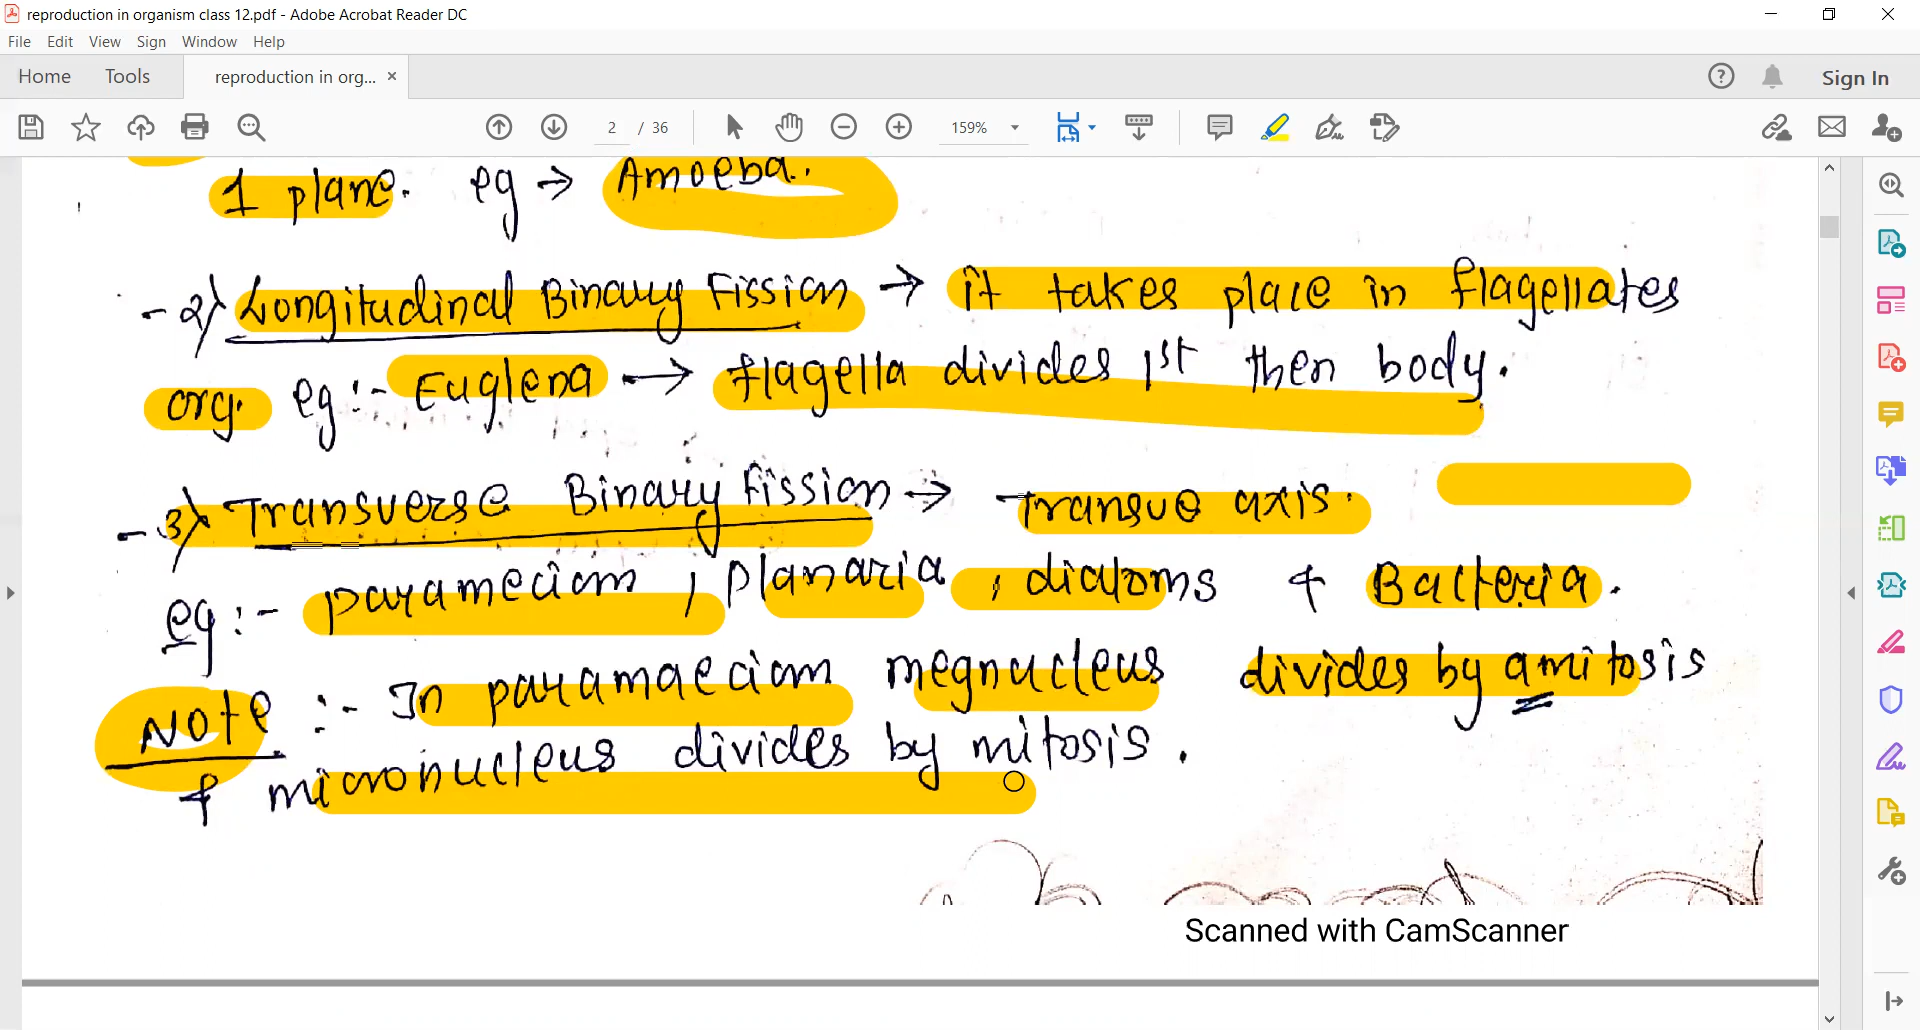 reproduction in organism class 12.pdf - Adobe Acrobat Reader DC
File Edit View Sign Window Help
Home Tools reproduction in org... × Sign In
2 / 36 159%
1 plane. eg → Amoeba.
- 2) Longitudinal Binary Fission → it takes place in flagellates
org. eg :- Euglena → flagella divides 1st then body.
- 3) Transverse Binary fission → Transve axis.
eg :- paramecium , Planaria , diatoms & Bacteria.
Note :- In paramaecium megnucleus divides by amitosis
& micronucleus divides by mitosis.
Scanned with CamScanner